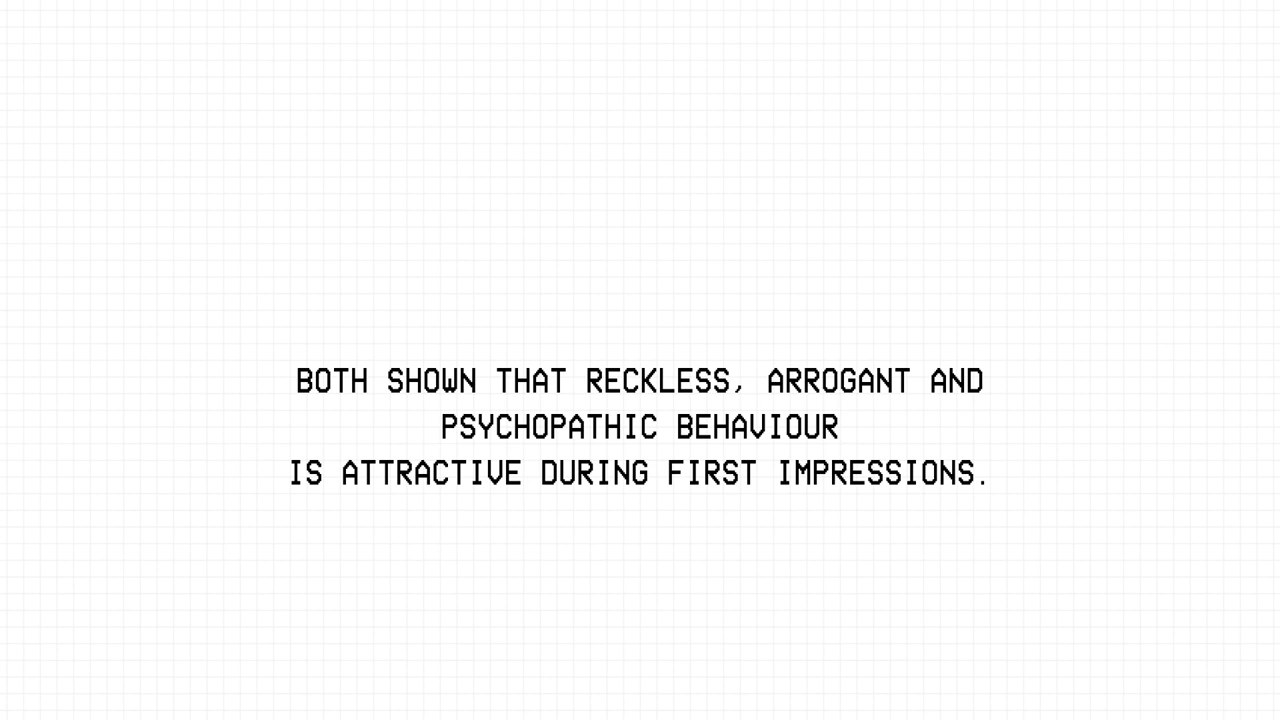 BOTH SHOWN THAT RECKLESS, ARROGANT AND
PSYCHOPATHIC BEHAVIOUR
IS ATTRACTIVE DURING FIRST IMPRESSIONS.